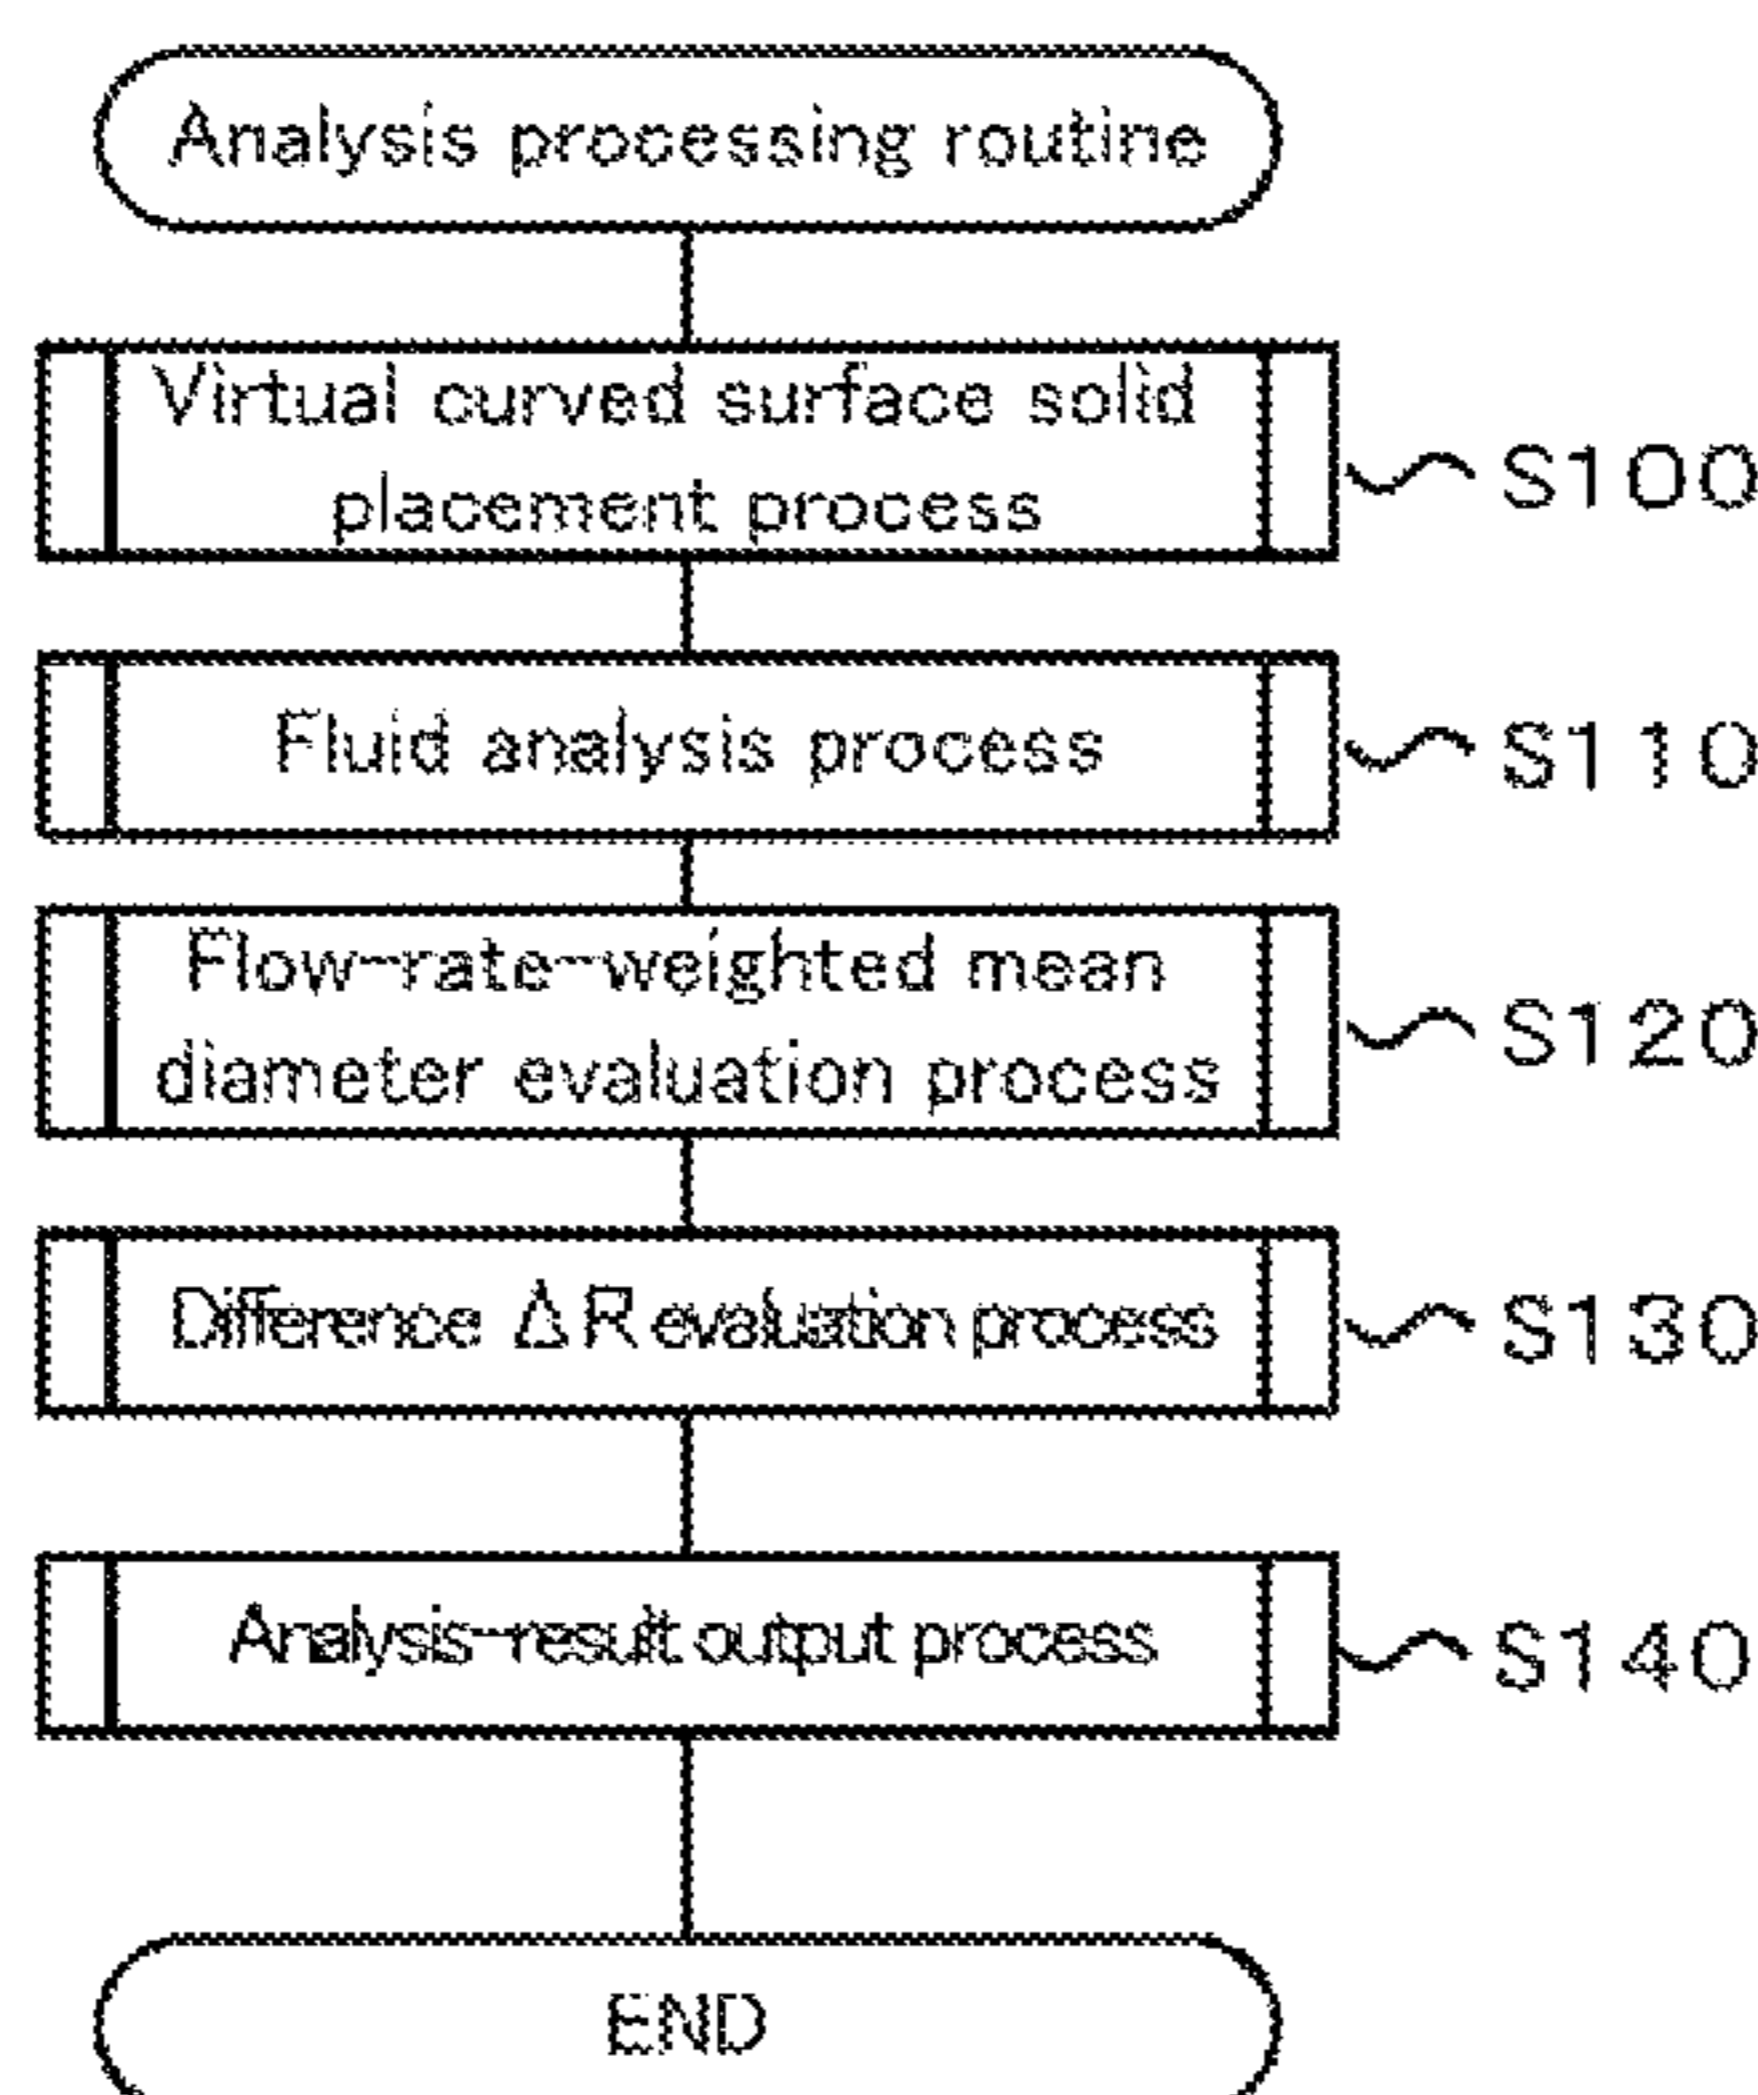 Analysis processing routine
Virtual curved surface solid
placement process
S100
Fluid analysis process
S110
Flow-rate-weighted mean
diameter evaluation process
S120
Difference ΔR evaluation process
S130
Analysis-result output process
S140
END